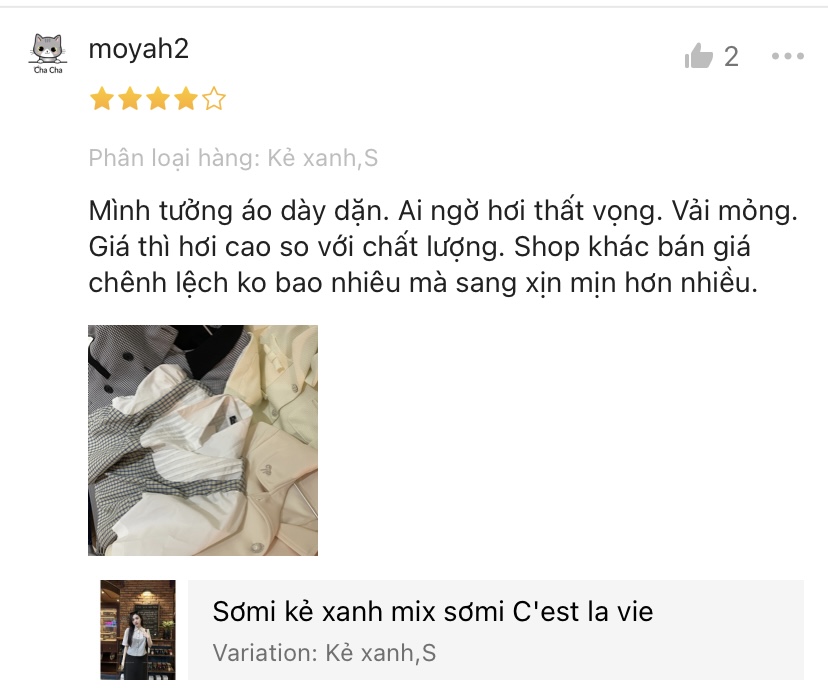 moyah2
2
Cha Cha
Phân loại hàng: Kẻ xanh,S
Mình tưởng áo dày dặn. Ai ngờ hơi thất vọng. Vải mỏng.
Giá thì hơi cao so với chất lượng. Shop khác bán giá
chênh lệch ko bao nhiêu mà sang xịn mịn hơn nhiều.
Sơmi kẻ xanh mix sơmi C'est la vie
Variation: Kẻ xanh,S